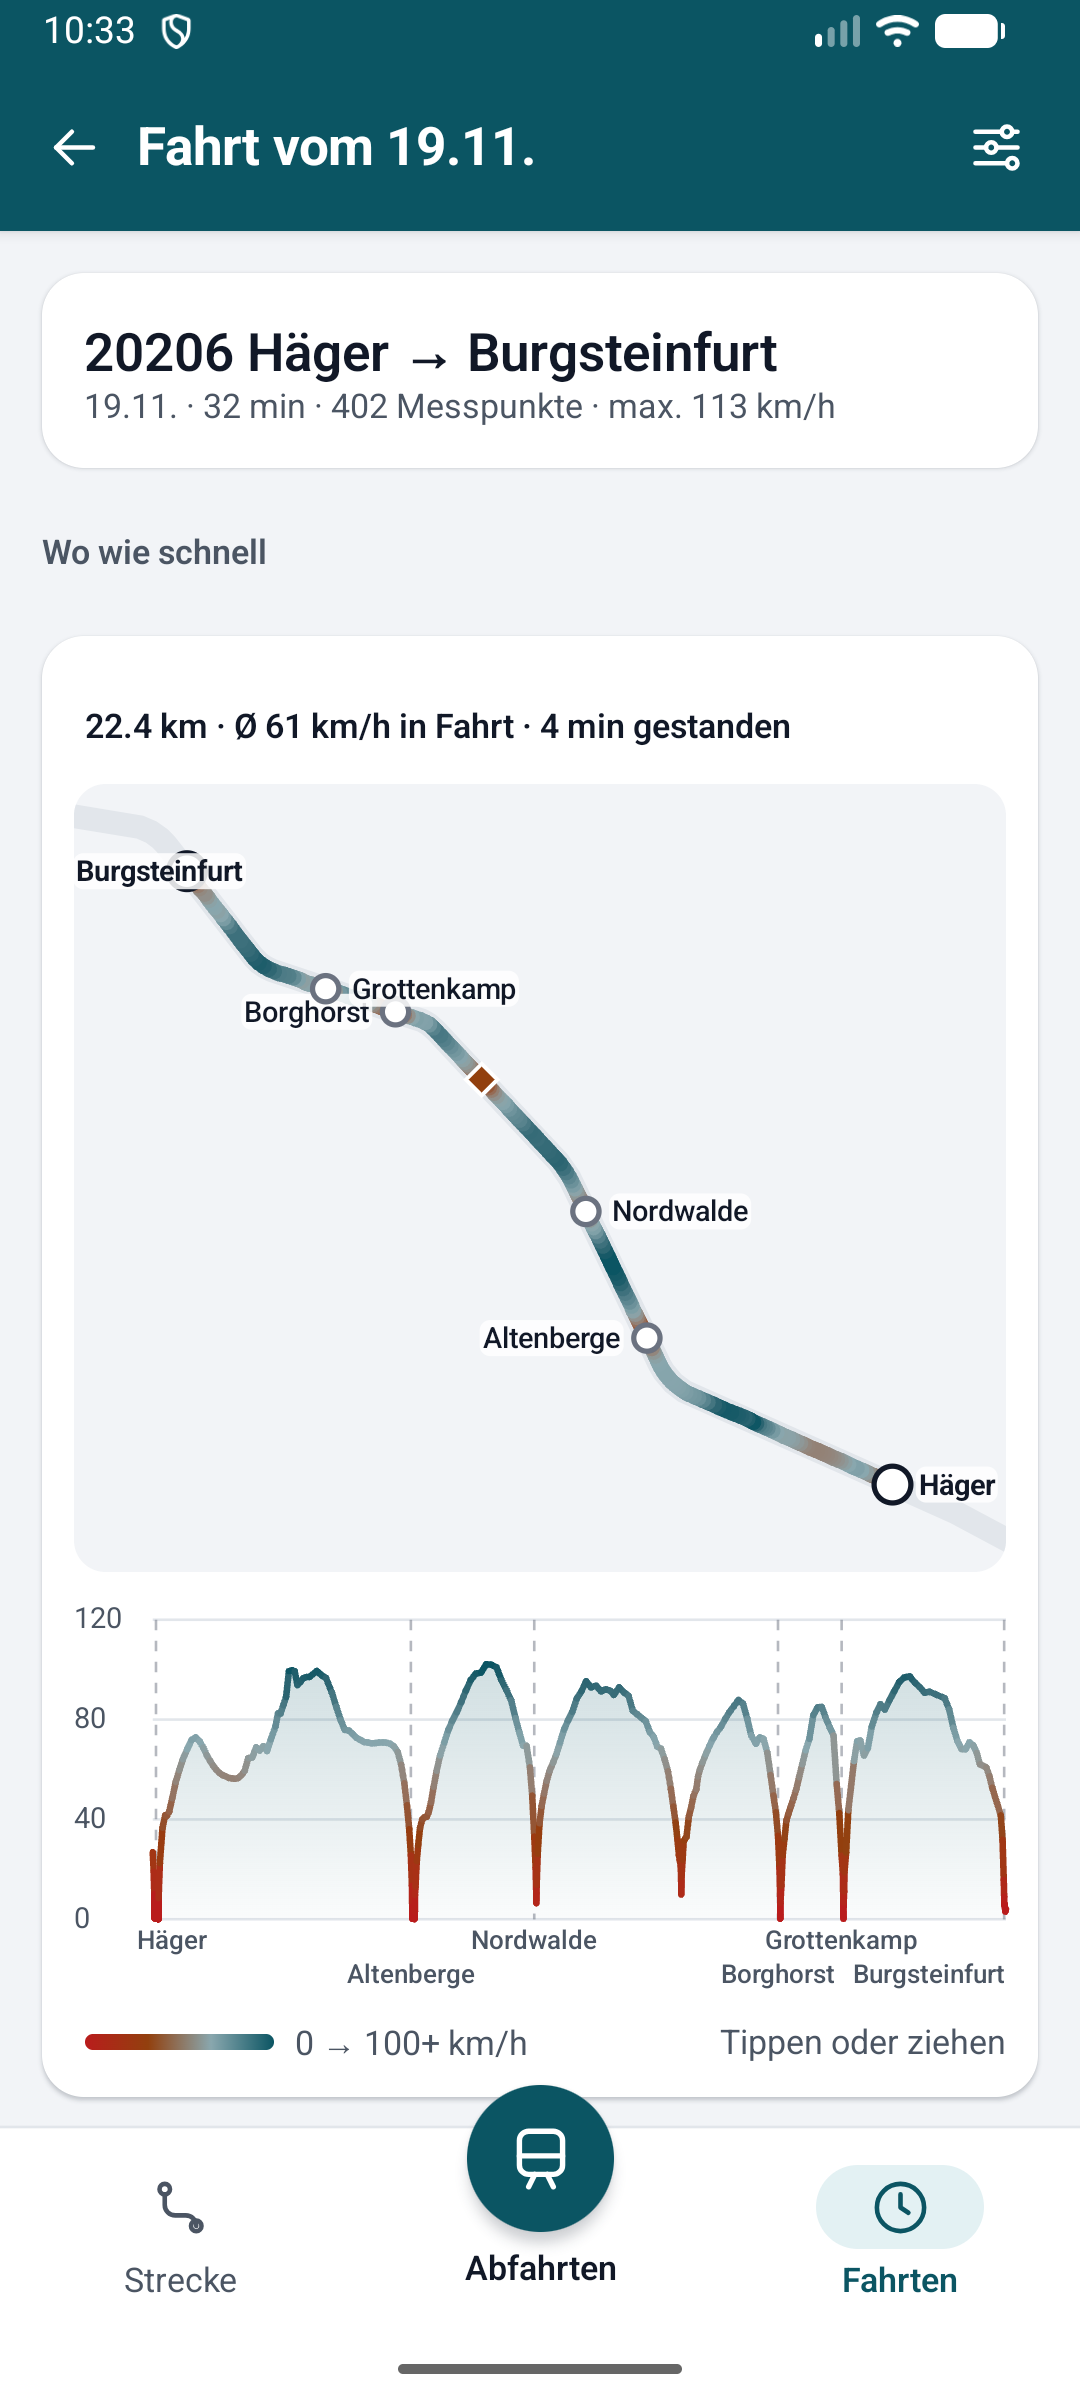 10:33
Fahrt vom 19.11.
20206 Häger → Burgsteinfurt
19.11. · 32 min · 402 Messpunkte · max. 113 km/h
Wo wie schnell
22.4 km · Ø 61 km/h in Fahrt · 4 min gestanden
Burgsteinfurt
Grottenkamp
Borghorst
Nordwalde
Altenberge
Häger
120
80
40
0
Häger Nordwalde Grottenkamp
Altenberge Borghorst Burgsteinfurt
0 → 100+ km/h Tippen oder ziehen
Strecke Abfahrten Fahrten